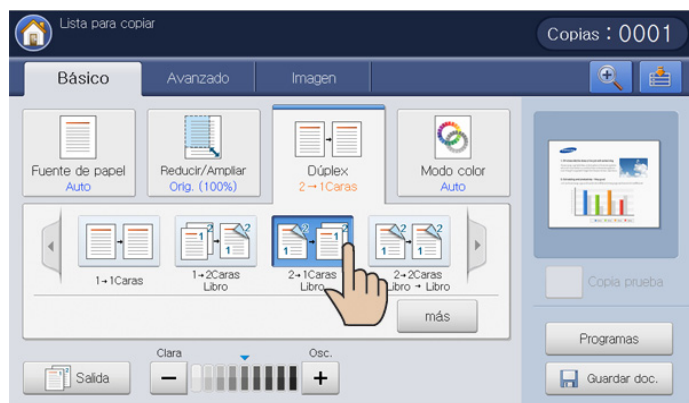 Lista para copiar
Copias : 0001
Básico
Avanzado
Imagen
Fuente de papel
Auto
Reducir/Ampliar
Orig. (100%)
Dúplex
2→1Caras
Modo color
Auto
1→1Caras
1→2Caras
Libro
2→1Caras
Libro
2→2Caras
Libro → Libro
más
Copia prueba
Programas
Guardar doc.
Salida
Clara
Osc.